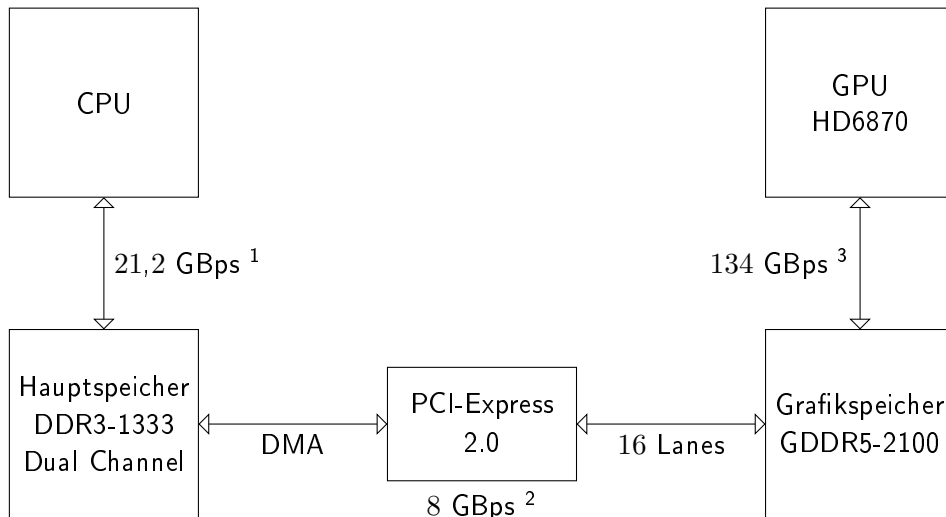 CPU
GPU
HD6870
21,2 GBps ¹
134 GBps ³
Hauptspeicher
DDR3-1333
Dual Channel
DMA
PCI-Express
2.0
8 GBps ²
16 Lanes
Grafikspeicher
GDDR5-2100